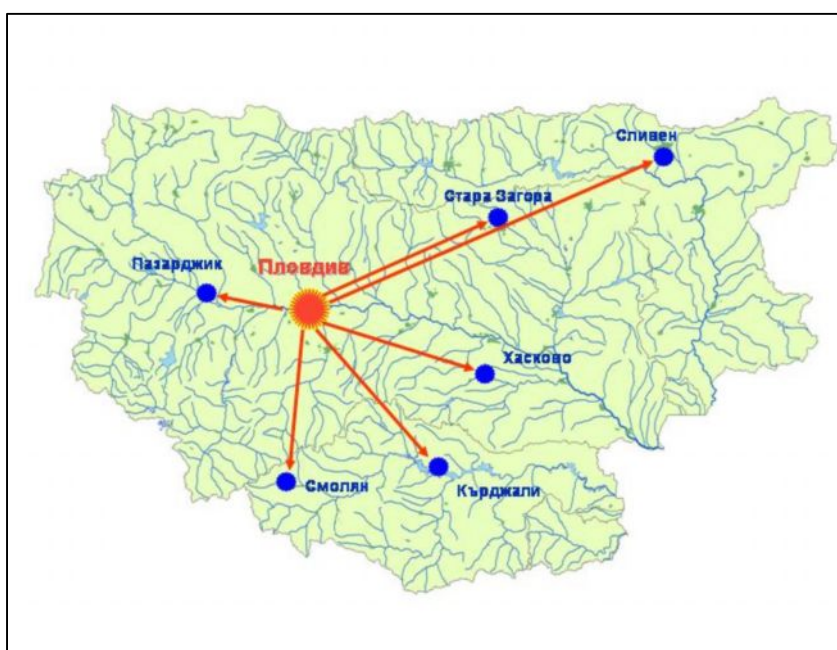 Сливен
Стара Загора
Пазарджик
Пловдив
Хасково
Смолян
Кърджали